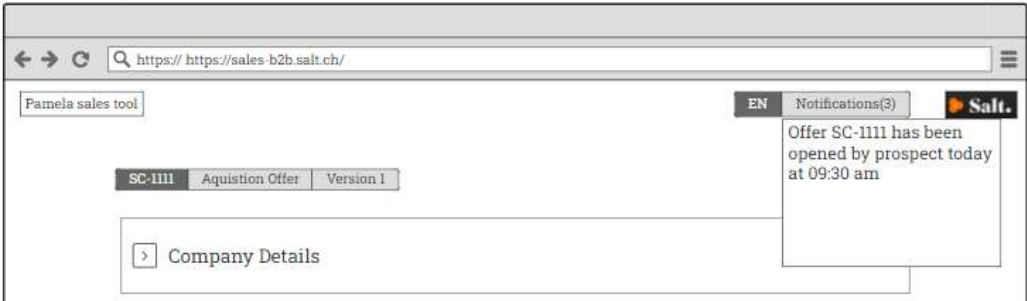 https:// https://sales-b2b.salt.ch/
Pamela sales tool
EN Notifications(3)
Salt.
Offer SC-1111 has been
opened by prospect today
at 09:30 am
SC-1111 Aquistion Offer Version 1
> Company Details